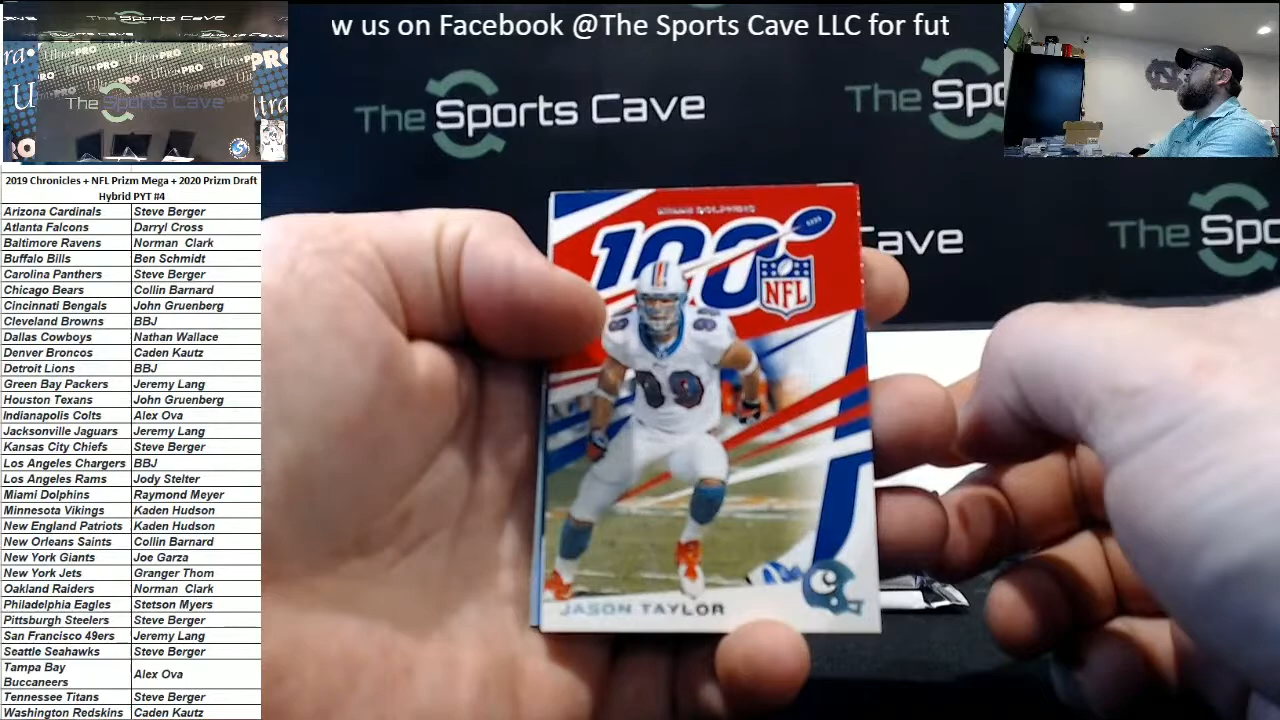 w us on Facebook @The Sports Cave LLC for fut
Ultra PRO
The Sports Cave
The Sports Cave
The Spo
Cave
The Spo
2019 Chronicles + NFL Prizm Mega + 2020 Prizm Draft
Hybrid PYT #4
Arizona Cardinals Steve Berger
Atlanta Falcons Darryl Cross
Baltimore Ravens Norman Clark
Buffalo Bills Ben Schmidt
Carolina Panthers Steve Berger
Chicago Bears Collin Barnard
Cincinnati Bengals John Gruenberg
Cleveland Browns BBJ
Dallas Cowboys Nathan Wallace
Denver Broncos Caden Kautz
Detroit Lions BBJ
Green Bay Packers Jeremy Lang
Houston Texans John Gruenberg
Indianapolis Colts Alex Ova
Jacksonville Jaguars Jeremy Lang
Kansas City Chiefs Steve Berger
Los Angeles Chargers BBJ
Los Angeles Rams Jody Stelter
Miami Dolphins Raymond Meyer
Minnesota Vikings Kaden Hudson
New England Patriots Kaden Hudson
New Orleans Saints Collin Barnard
New York Giants Joe Garza
New York Jets Granger Thom
Oakland Raiders Norman Clark
Philadelphia Eagles Stetson Myers
Pittsburgh Steelers Steve Berger
San Francisco 49ers Jeremy Lang
Seattle Seahawks Steve Berger
Tampa Bay
Buccaneers Alex Ova
Tennessee Titans Steve Berger
Washington Redskins Caden Kautz
MIAMI DOLPHINS
100
NFL
99
JASON TAYLOR